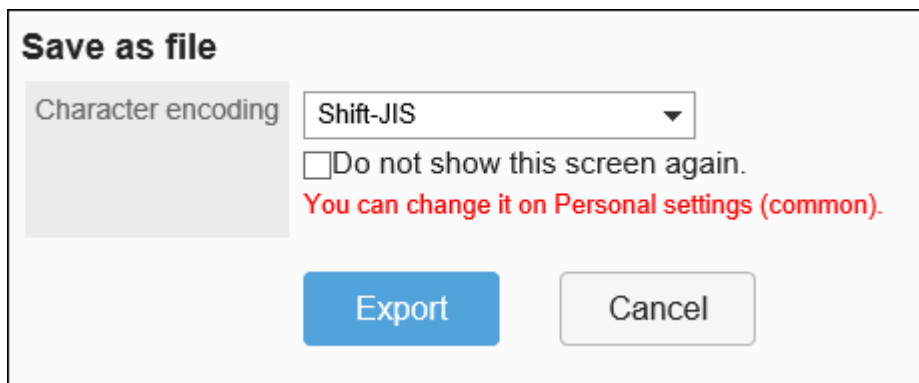 Save as file
Character encoding
Shift-JIS
Do not show this screen again.
You can change it on Personal settings (common).
Export
Cancel